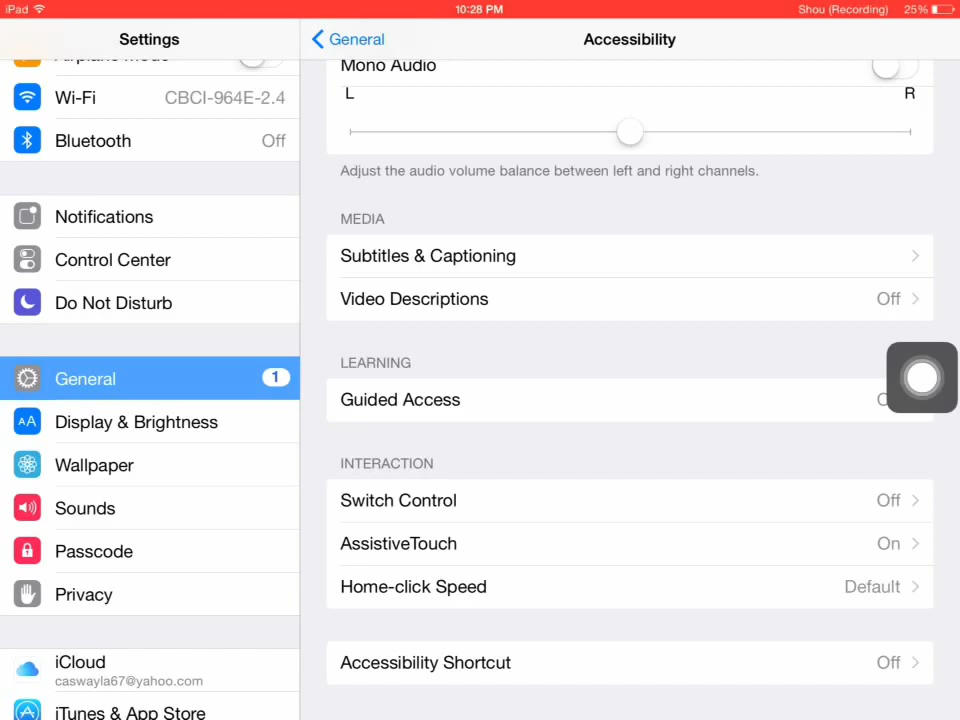 iPad 10:28 PM Shou (Recording) 25%
Settings
General Accessibility
Airplane Mode
Wi-Fi CBCI-964E-2.4
Bluetooth Off
Notifications
Control Center
Do Not Disturb
General 1
AA Display & Brightness
Wallpaper
Sounds
Passcode
Privacy
iCloud
caswayla67@yahoo.com
iTunes & App Store
Mono Audio
L R
Adjust the audio volume balance between left and right channels.
MEDIA
Subtitles & Captioning
Video Descriptions Off
LEARNING
Guided Access
INTERACTION
Switch Control Off
AssistiveTouch On
Home-click Speed Default
Accessibility Shortcut Off